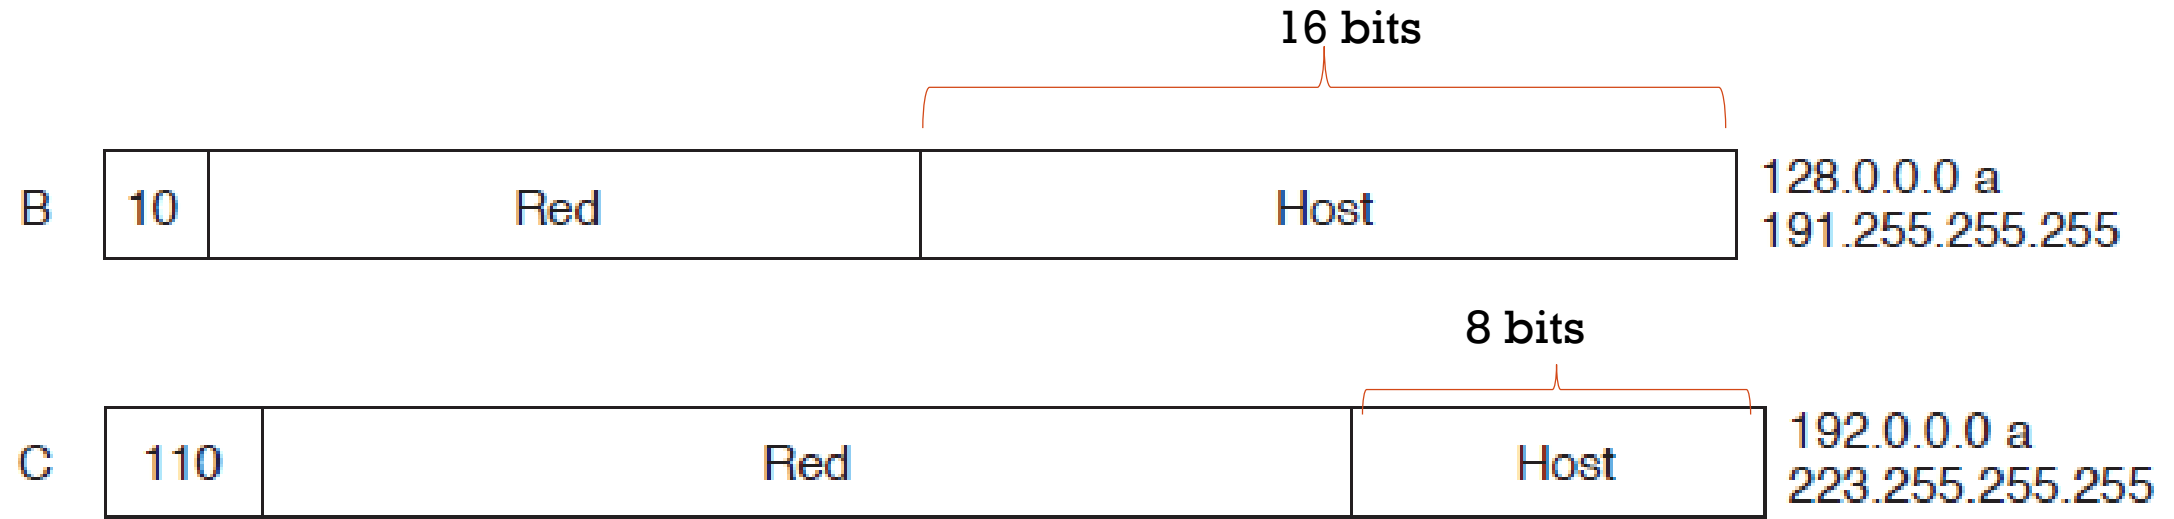 16 bits
B 10 Red Host 128.0.0.0 a
191.255.255.255
8 bits
C 110 Red Host 192.0.0.0 a
223.255.255.255